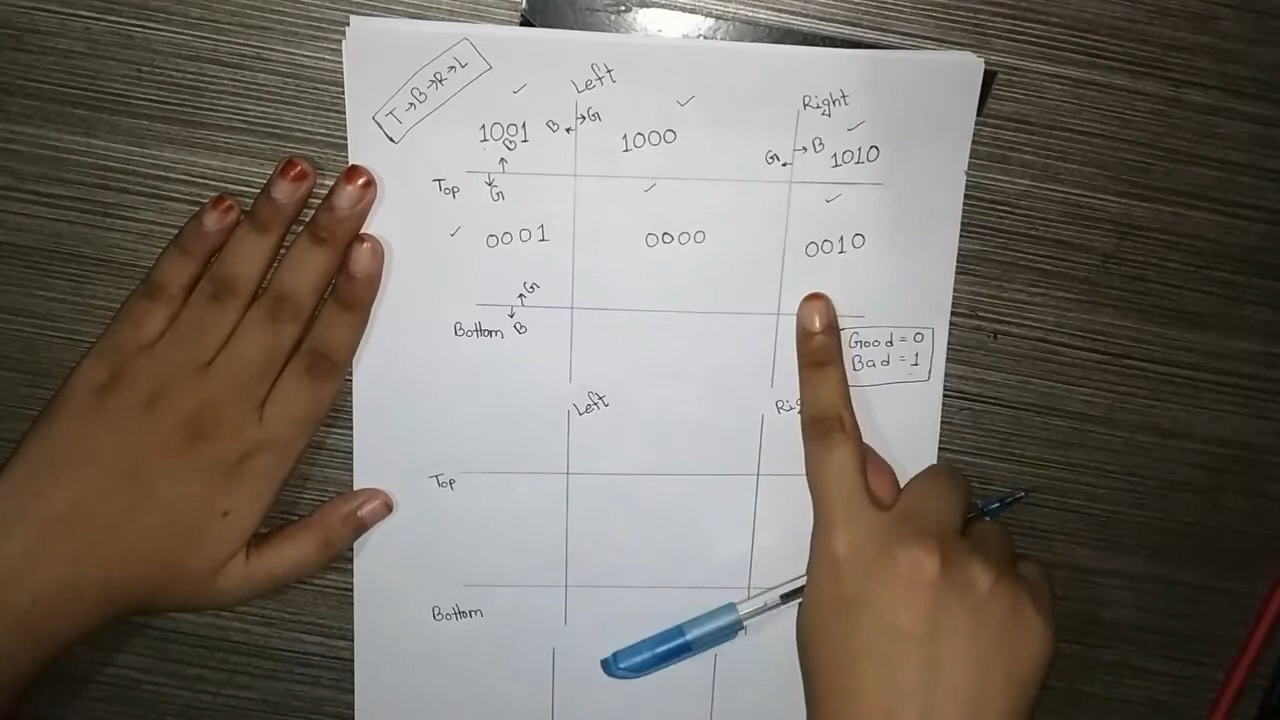 T→B→R→L
Left
Right
1001
B
G
1000
G
B
1010
B
Top
G
0001
0000
0010
G
Bottom
B
Good = 0
Bad = 1
Left
Top
Bottom